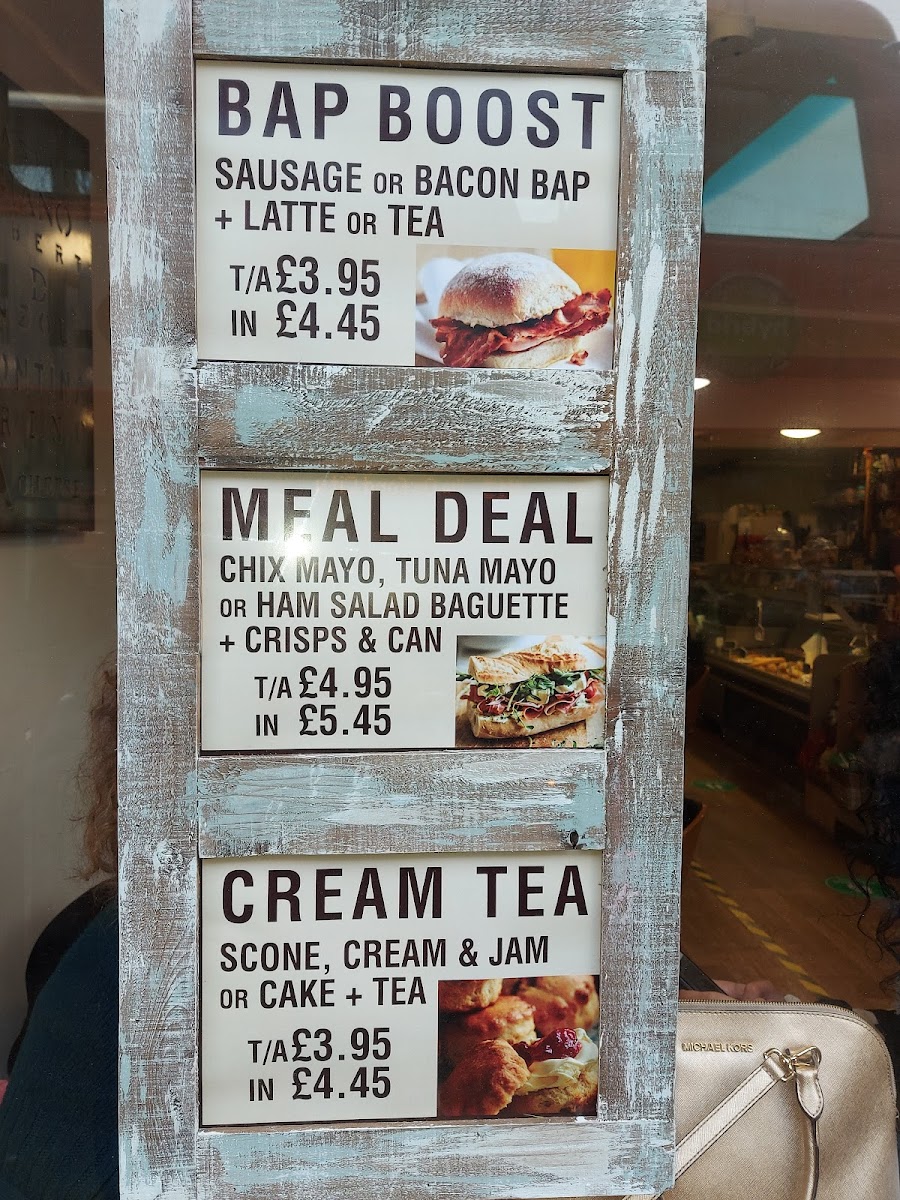 BAP BOOST
SAUSAGE OR BACON BAP
+ LATTE OR TEA
T/A £3.95
IN £4.45
MEAL DEAL
CHIX MAYO, TUNA MAYO
OR HAM SALAD BAGUETTE
+ CRISPS & CAN
T/A £4.95
IN £5.45
CREAM TEA
SCONE, CREAM & JAM
OR CAKE + TEA
T/A £3.95
IN £4.45
MICHAEL KORS